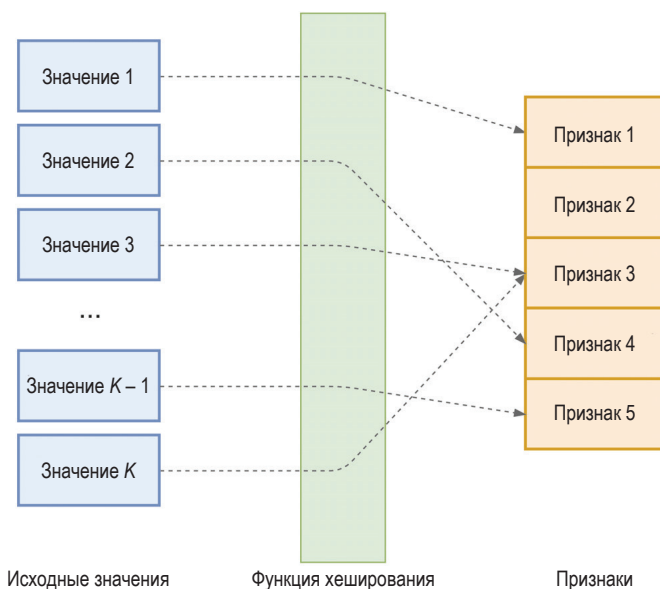 Значение 1
Значение 2
Значение 3
...
Значение K – 1
Значение K
Признак 1
Признак 2
Признак 3
Признак 4
Признак 5
Исходные значения
Функция хеширования
Признаки